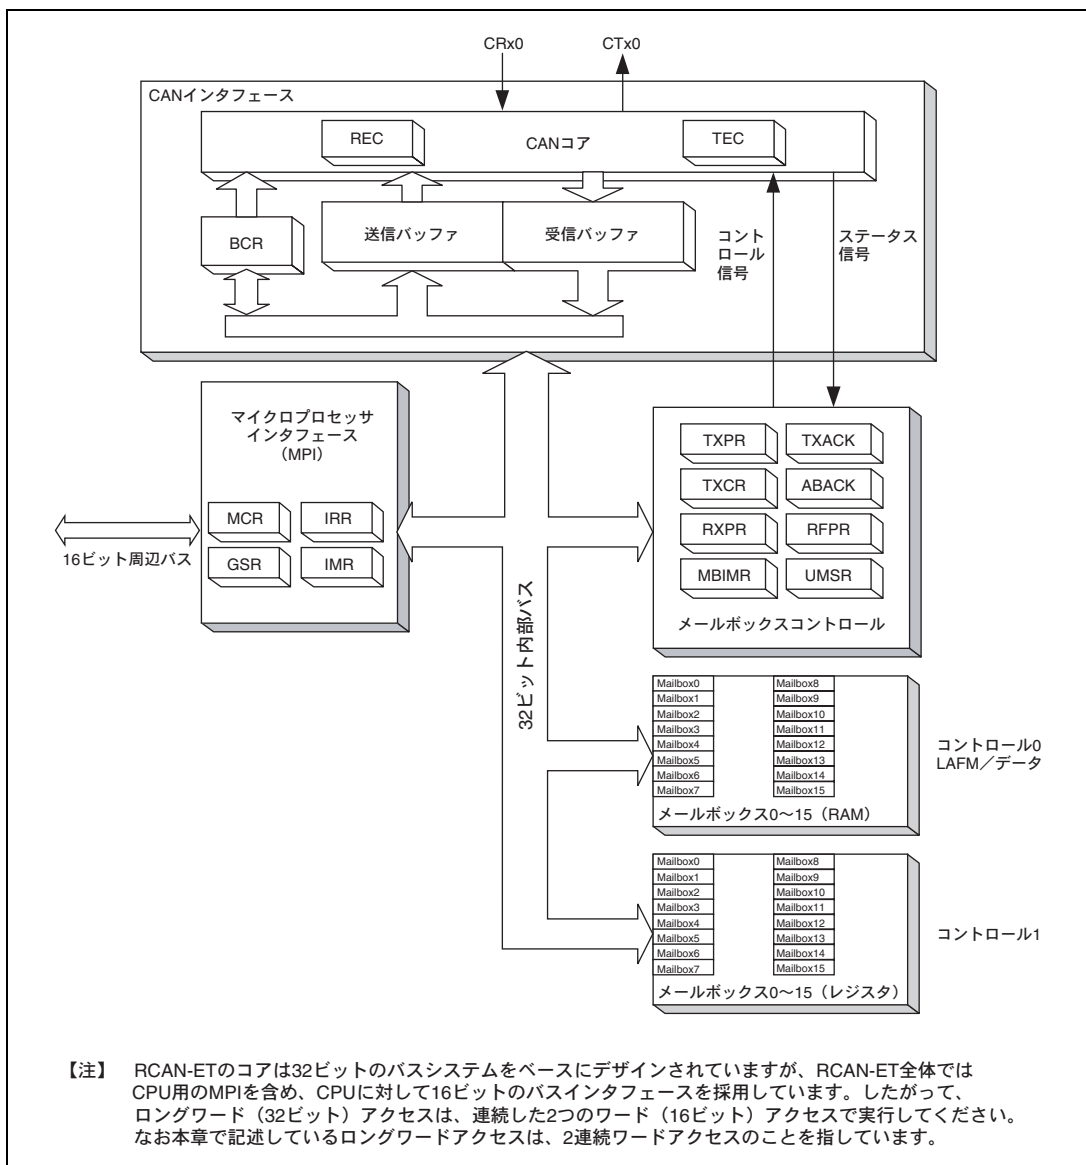 CRx0
CTx0
CANインタフェース
REC
CANコア
TEC
BCR
送信バッファ
受信バッファ
コント
ロール
信号
ステータス
信号
マイクロプロセッサ
インタフェース
（MPI）
MCR
IRR
GSR
IMR
16ビット周辺バス
32ビット内部バス
TXPR
TXACK
TXCR
ABACK
RXPR
RFPR
MBIMR
UMSR
メールボックスコントロール
Mailbox0
Mailbox1
Mailbox2
Mailbox3
Mailbox4
Mailbox5
Mailbox6
Mailbox7
Mailbox8
Mailbox9
Mailbox10
Mailbox11
Mailbox12
Mailbox13
Mailbox14
Mailbox15
メールボックス0〜15（RAM）
コントロール0
LAFM／データ
Mailbox0
Mailbox1
Mailbox2
Mailbox3
Mailbox4
Mailbox5
Mailbox6
Mailbox7
Mailbox8
Mailbox9
Mailbox10
Mailbox11
Mailbox12
Mailbox13
Mailbox14
Mailbox15
メールボックス0〜15（レジスタ）
コントロール1
【注】 RCAN-ETのコアは32ビットのバスシステムをベースにデザインされていますが、RCAN-ET全体では
CPU用のMPIを含め、CPUに対して16ビットのバスインタフェースを採用しています。したがって、
ロングワード（32ビット）アクセスは、連続した2つのワード（16ビット）アクセスで実行してください。
なお本章で記述しているロングワードアクセスは、2連続ワードアクセスのことを指しています。